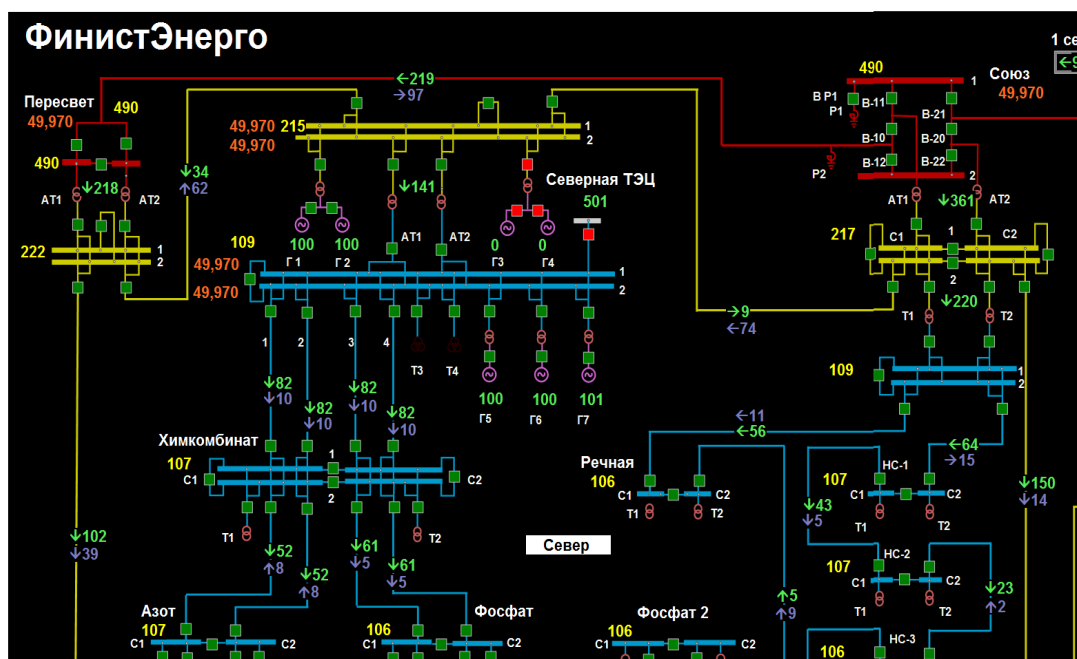 ФинистЭнерго
1 се
←9
Пересвет
490
49,970
←219
→97
490
Союз
49,970
1
В Р1
Р1
В-11
В-21
В-10
В-20
В-12
В-22
Р2
2
49,970
215
49,970
1
2
490
↓218
АТ1
АТ2
↓34
↑62
↓141
Северная ТЭЦ
501
АТ1
АТ2
↓361
222
1
2
100
100
Г 1
Г 2
АТ1
АТ2
0
0
Г3
Г4
217
С1
1
С2
2
109
49,970
49,970
1
2
↓220
→9
←74
Т1
Т2
1
2
3
4
Т3
Т4
100
100
101
Г5
Г6
Г7
109
1
2
↓82
↓10
↓82
↓10
↓82
↓10
↓82
↓10
←11
←56
←64
→15
Химкомбинат
107
С1
1
2
С2
Т1
Т2
Речная
106
С1
С2
Т1
Т2
НС-1
107
С1
С2
Т1
Т2
↓43
↓5
↓150
↓14
↓102
↓39
Север
↓52
↑8
↓52
↑8
↓61
↓5
↓61
↓5
НС-2
107
С1
С2
Т1
Т2
↓23
↑2
↑5
↑9
Азот
107
С1
С2
Фосфат
106
С1
С2
Фосфат 2
106
С1
С2
НС-3
106